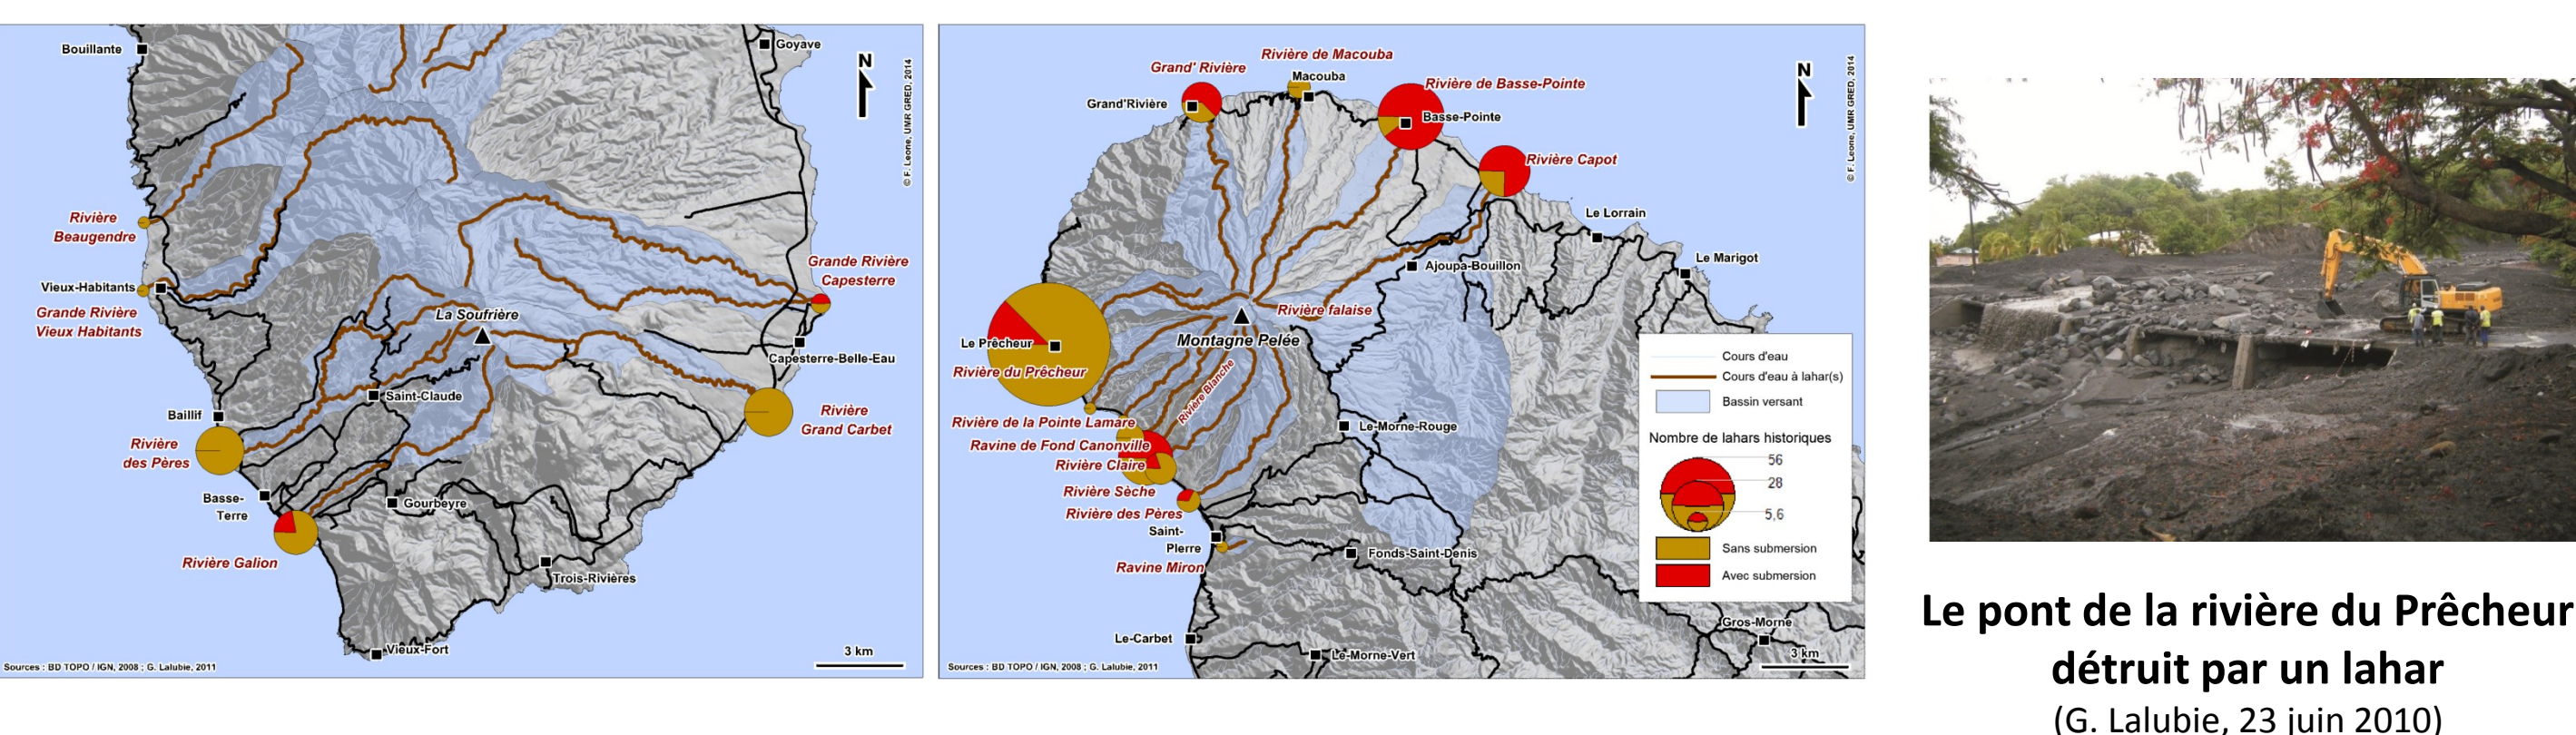 Bouillante
Goyave
N
© F. Leone, UMR GRED, 2014
Rivière
Beaugendre
Vieux-Habitants
Grande Rivière
Vieux Habitants
Grande Rivière
Capesterre
La Soufrière
Capesterre-Belle-Eau
Saint-Claude
Baillif
Rivière
des Pères
Rivière
Grand Carbet
Basse-
Terre
Gourbeyre
Rivière Galion
Trois-Rivières
Vieux-Fort
3 km
Sources : BD TOPO / IGN, 2008 ; G. Lalubie, 2011
Rivière de Macouba
Grand' Rivière
Macouba
Rivière de Basse-Pointe
Grand'Rivière
Basse-Pointe
N
© F. Leone, UMR GRED, 2014
Rivière Capot
Le Lorrain
Le Marigot
Ajoupa-Bouillon
Rivière falaise
Montagne Pelée
Le Prêcheur
Rivière du Prêcheur
Rivière Blanche
Rivière de la Pointe Lamare
Ravine de Fond Canonville
Rivière Claire
Rivière Sèche
Rivière des Pères
Le-Morne-Rouge
Saint-
Pierre
Fonds-Saint-Denis
Ravine Miron
Le-Carbet
Le-Morne-Vert
Gros-Morne
3 km
Sources : BD TOPO / IGN, 2008 ; G. Lalubie, 2011
Cours d'eau
Cours d'eau à lahar(s)
Bassin versant
Nombre de lahars historiques
56
28
5,6
Sans submersion
Avec submersion
Le pont de la rivière du Prêcheur
détruit par un lahar
(G. Lalubie, 23 juin 2010)